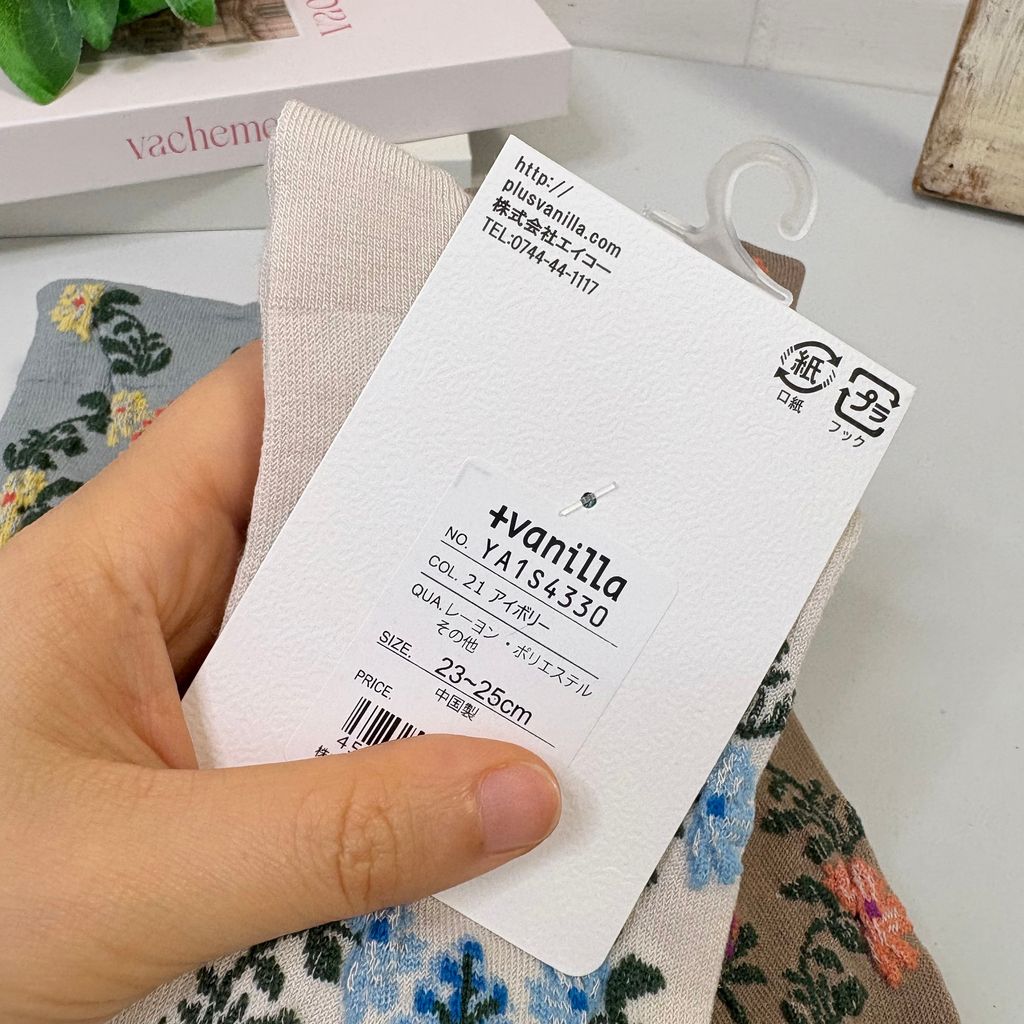 vacheme
http://
plusvanilla.com
株式会社エイコー
TEL:0744-44-1117
紙
口紙
プラ
フック
+vanilla
NO. YA1S4330
COL. 21 アイボリー
QUA. レーヨン・ポリエステル
その他
SIZE. 23~25cm
中国製
PRICE.
45
株